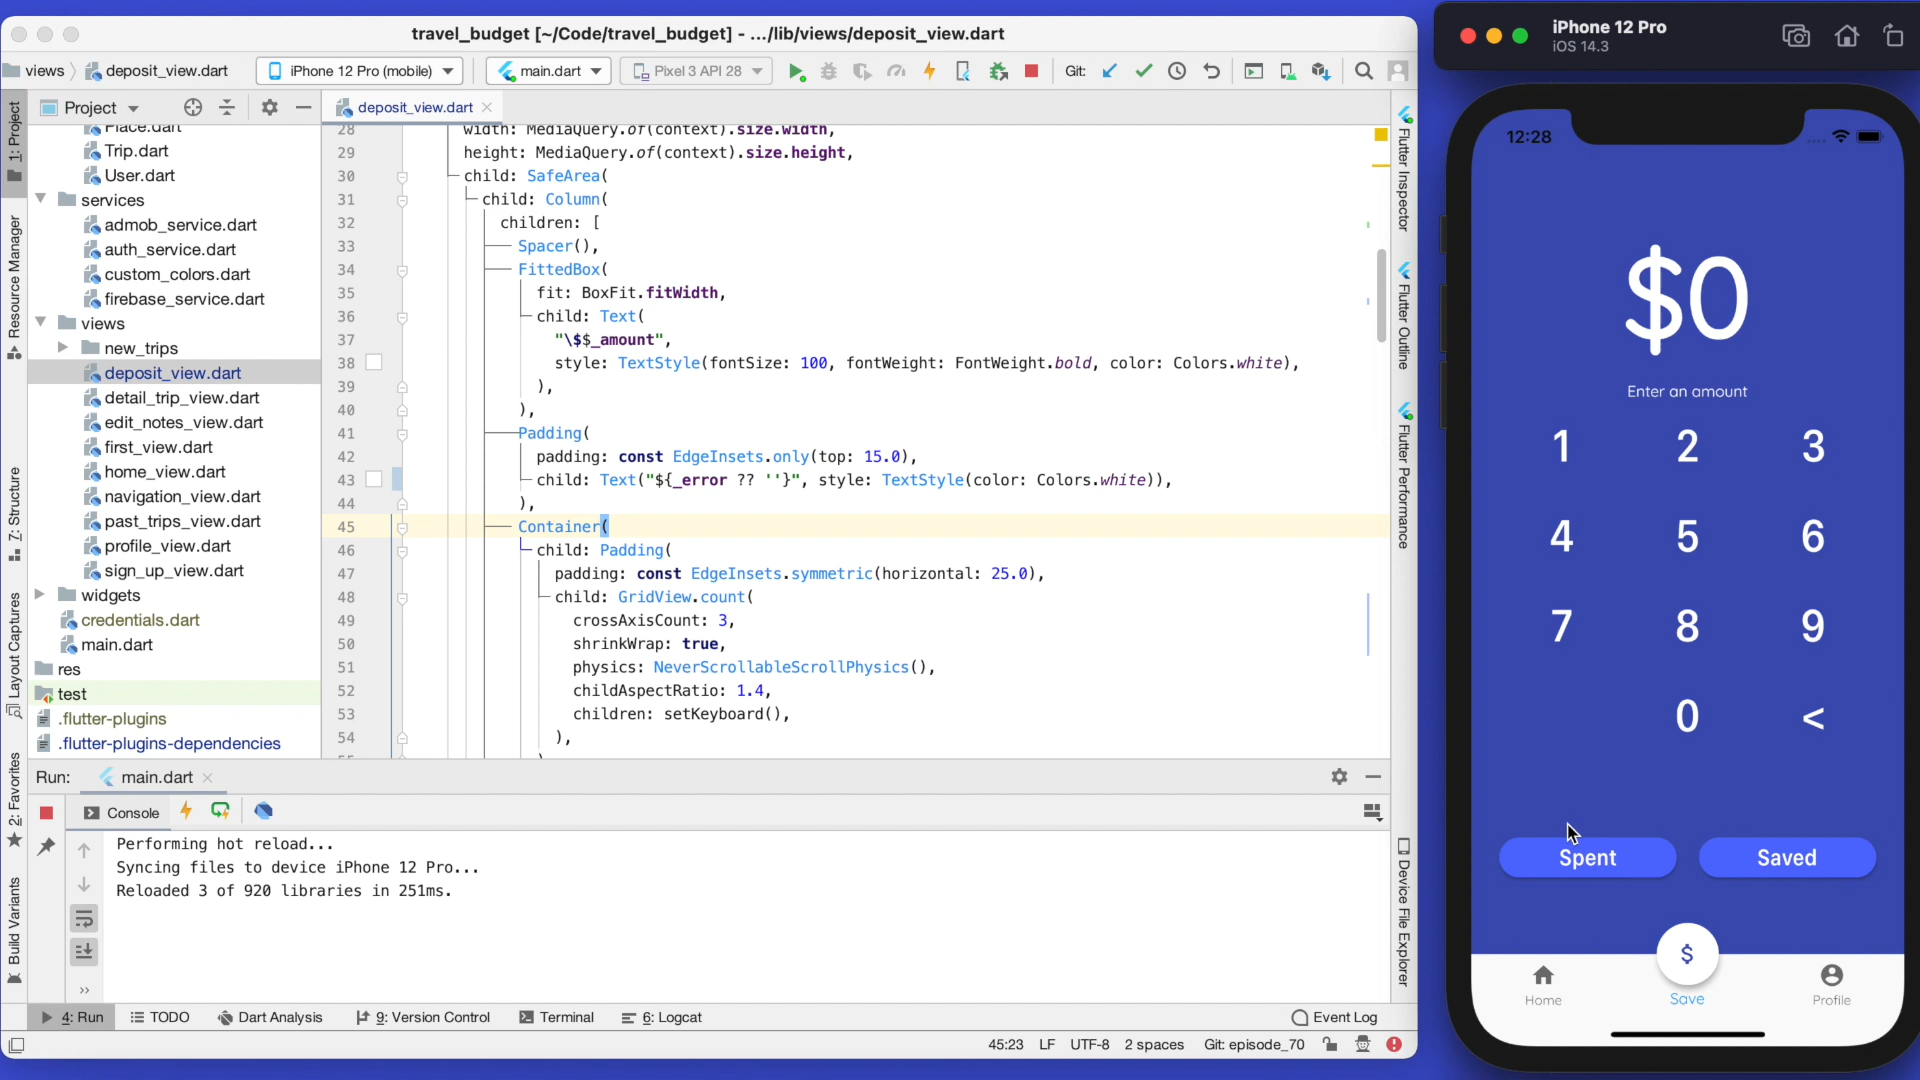 travel_budget [~/Code/travel_budget] - .../lib/views/deposit_view.dart
views
deposit_view.dart
iPhone 12 Pro (mobile)
main.dart
Pixel 3 API 28
Git:
Project
deposit_view.dart
1: Project
Resource Manager
7: Structure
Layout Captures
2: Favorites
Build Variants
Place.dart
Trip.dart
User.dart
services
admob_service.dart
auth_service.dart
custom_colors.dart
firebase_service.dart
views
new_trips
deposit_view.dart
detail_trip_view.dart
edit_notes_view.dart
first_view.dart
home_view.dart
navigation_view.dart
past_trips_view.dart
profile_view.dart
sign_up_view.dart
widgets
credentials.dart
main.dart
res
test
.flutter-plugins
.flutter-plugins-dependencies
28 width: MediaQuery.of(context).size.width,
29 height: MediaQuery.of(context).size.height,
30 child: SafeArea(
31 child: Column(
32 children: [
33 Spacer(),
34 FittedBox(
35 fit: BoxFit.fitWidth,
36 child: Text(
37 "\$$_amount",
38 style: TextStyle(fontSize: 100, fontWeight: FontWeight.bold, color: Colors.white),
39 ),
40 ),
41 Padding(
42 padding: const EdgeInsets.only(top: 15.0),
43 child: Text("${_error ?? ''}", style: TextStyle(color: Colors.white)),
44 ),
45 Container(
46 child: Padding(
47 padding: const EdgeInsets.symmetric(horizontal: 25.0),
48 child: GridView.count(
49 crossAxisCount: 3,
50 shrinkWrap: true,
51 physics: NeverScrollableScrollPhysics(),
52 childAspectRatio: 1.4,
53 children: setKeyboard(),
54 ),
Flutter Inspector
Flutter Outline
Flutter Performance
Device File Explorer
Run:
main.dart
Console
Performing hot reload...
Syncing files to device iPhone 12 Pro...
Reloaded 3 of 920 libraries in 251ms.
4: Run
TODO
Dart Analysis
9: Version Control
Terminal
6: Logcat
Event Log
45:23 LF UTF-8 2 spaces Git: episode_70
iPhone 12 Pro
iOS 14.3
12:28
$0
Enter an amount
1 2 3
4 5 6
7 8 9
0 <
Spent
Saved
$
Home
Save
Profile